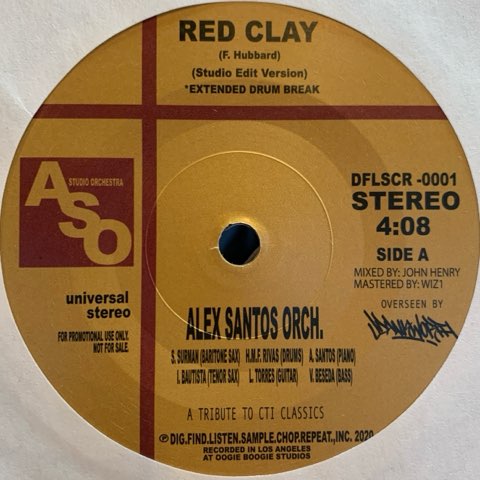 RED CLAY
(F. Hubbard)
(Studio Edit Version)
*EXTENDED DRUM BREAK
ASO
STUDIO ORCHESTRA
universal
stereo
FOR PROMOTIONAL USE ONLY.
NOT FOR SALE.
DFLSCR -0001
STEREO
4:08
SIDE A
MIXED BY: JOHN HENRY
MASTERED BY: WIZ1
OVERSEEN BY
ALEX SANTOS ORCH.
S. SURMAN (BARITONE SAX) H.M.F. RIVAS (DRUMS) A. SANTOS (PIANO)
I. BAUTISTA (TENOR SAX) L. TORRES (GUITAR) V. BESEDA (BASS)
A TRIBUTE TO CTI CLASSICS
℗ DIG.FIND.LISTEN.SAMPLE.CHOP.REPEAT., INC. 2020
RECORDED IN LOS ANGELES
AT OOGIE BOOGIE STUDIOS